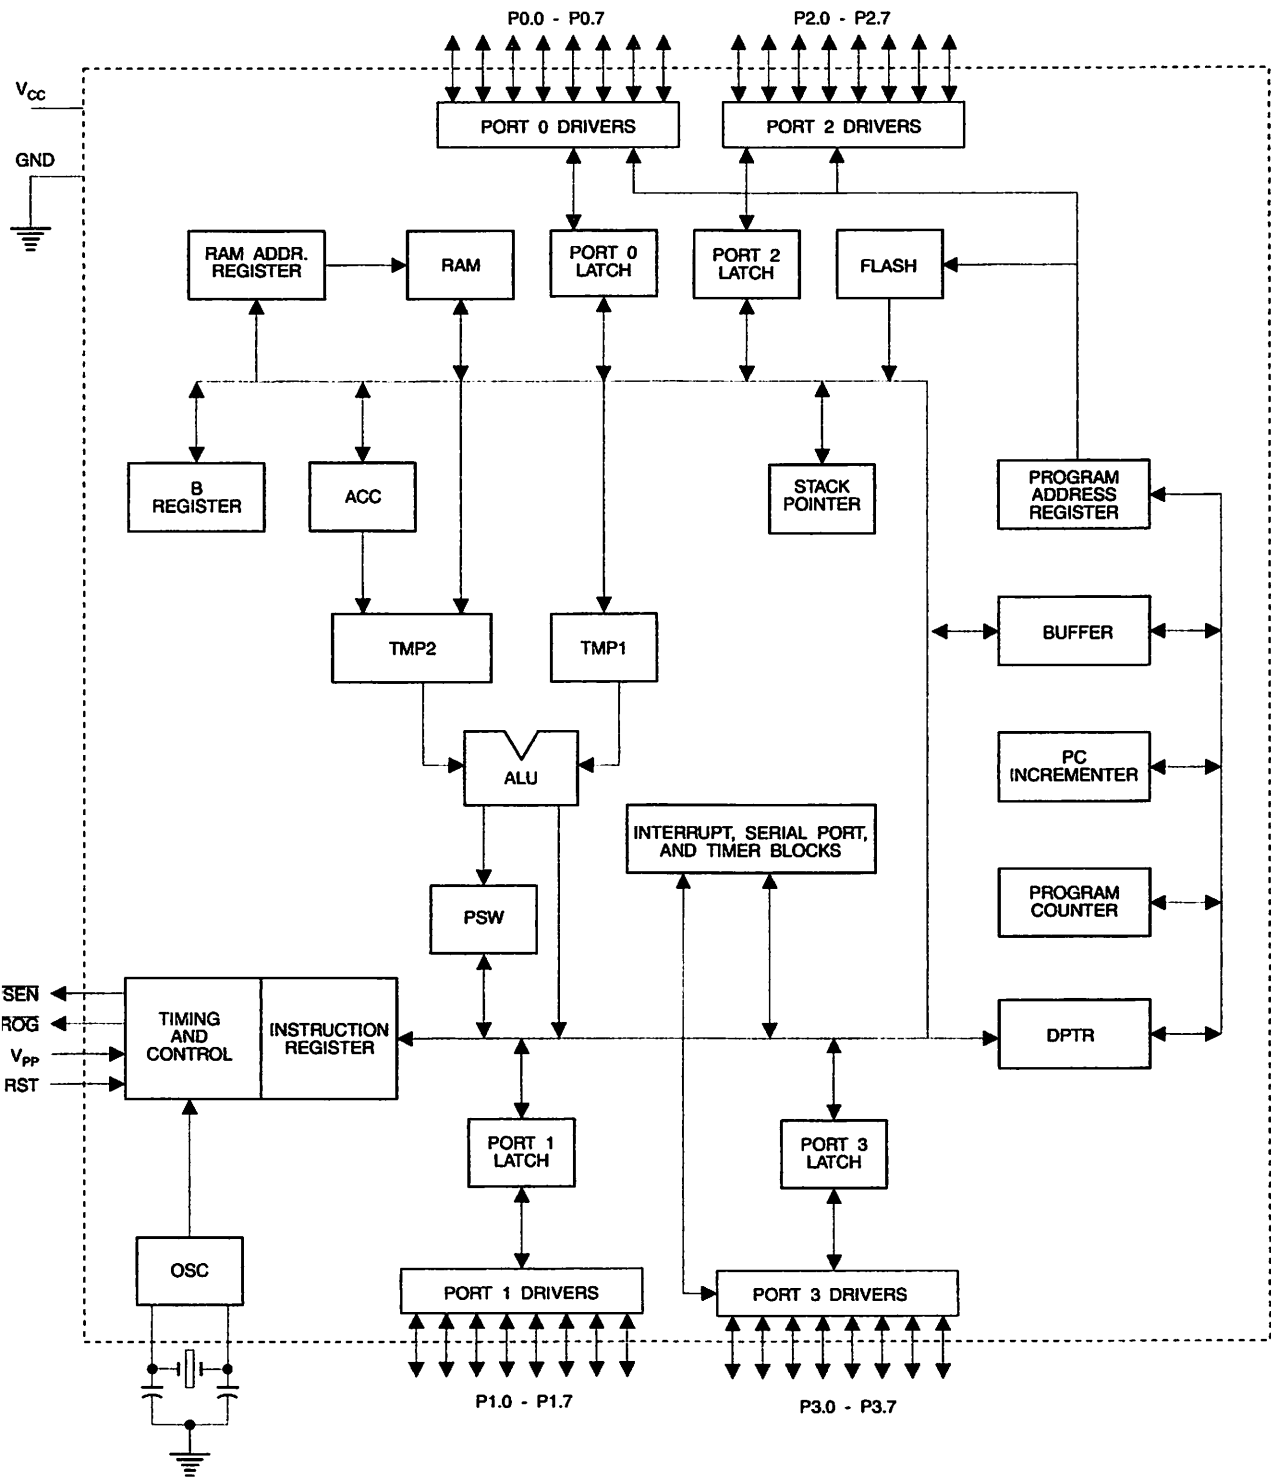 P0.0 - P0.7
P2.0 - P2.7
VCC
GND
PORT 0 DRIVERS
PORT 2 DRIVERS
RAM ADDR.
REGISTER
RAM
PORT 0
LATCH
PORT 2
LATCH
FLASH
B
REGISTER
ACC
STACK
POINTER
PROGRAM
ADDRESS
REGISTER
TMP2
TMP1
BUFFER
ALU
PC
INCREMENTER
INTERRUPT, SERIAL PORT,
AND TIMER BLOCKS
PSW
PROGRAM
COUNTER
SEN
ROG
VPP
RST
TIMING
AND
CONTROL
INSTRUCTION
REGISTER
DPTR
PORT 1
LATCH
PORT 3
LATCH
OSC
PORT 1 DRIVERS
PORT 3 DRIVERS
P1.0 - P1.7
P3.0 - P3.7